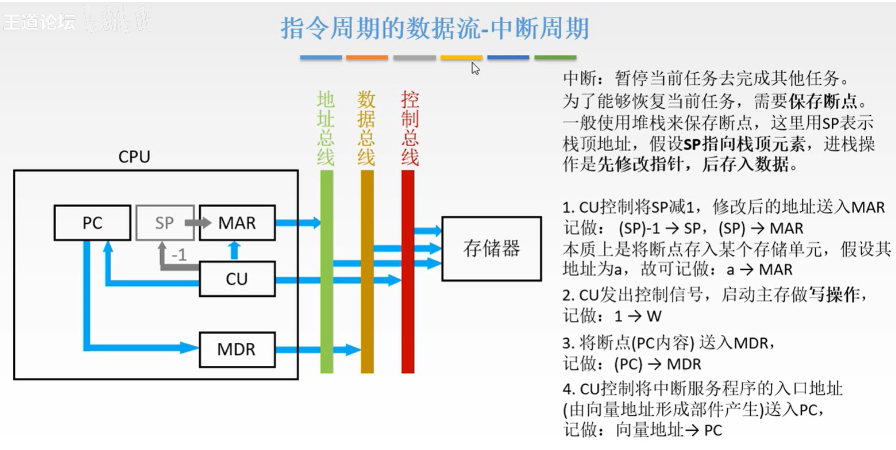 王道论坛
指令周期的数据流-中断周期
中断：暂停当前任务去完成其他任务。
为了能够恢复当前任务，需要保存断点。
一般使用堆栈来保存断点，这里用SP表示
栈顶地址，假设SP指向栈顶元素，进栈操
作是先修改指针，后存入数据。
地址总线
数据总线
控制总线
CPU
PC
SP
MAR
-1
CU
MDR
存储器
1. CU控制将SP减1，修改后的地址送入MAR
记做： (SP)-1 → SP，(SP) → MAR
本质上是将断点存入某个存储单元，假设其
地址为a，故可记做：a → MAR
2. CU发出控制信号，启动主存做写操作，
记做：1 → W
3. 将断点(PC内容) 送入MDR，
记做：(PC) → MDR
4. CU控制将中断服务程序的入口地址
(由向量地址形成部件产生)送入PC，
记做：向量地址→ PC